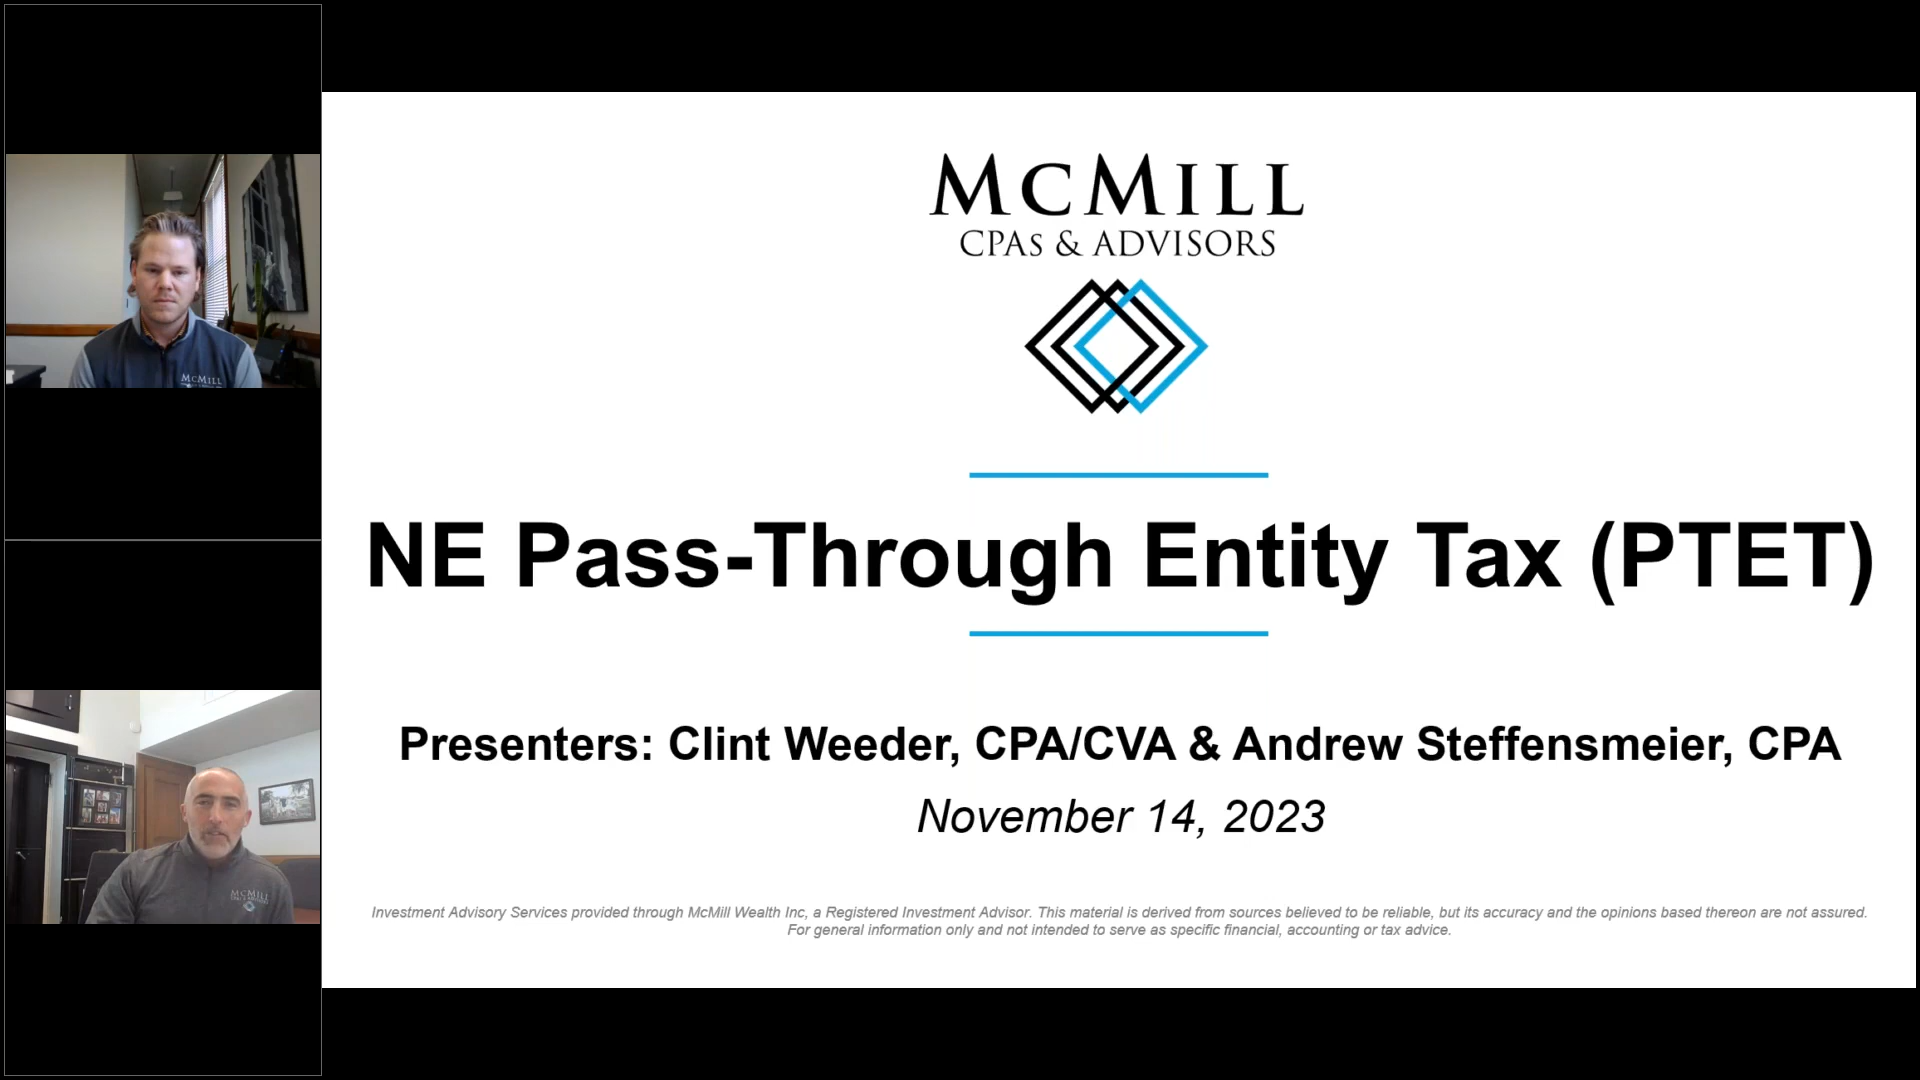 McMILL
McMILL
McMILL
CPAs & ADVISORS
NE Pass-Through Entity Tax (PTET)
Presenters: Clint Weeder, CPA/CVA & Andrew Steffensmeier, CPA
November 14, 2023
Investment Advisory Services provided through McMill Wealth Inc, a Registered Investment Advisor. This material is derived from sources believed to be reliable, but its accuracy and the opinions based thereon are not assured.
For general information only and not intended to serve as specific financial, accounting or tax advice.